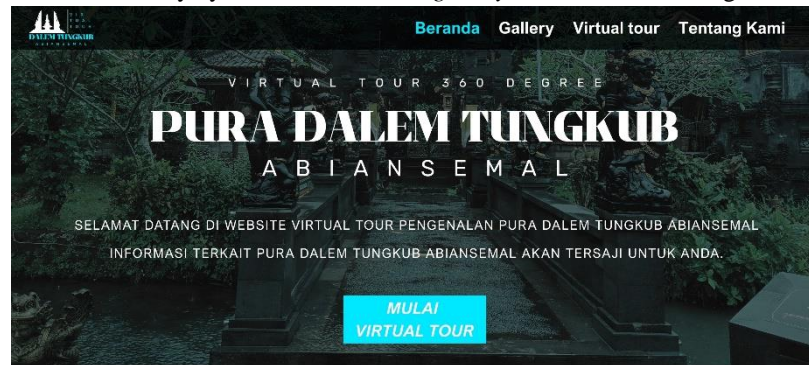 DALEM TUNGKUB
Beranda Gallery Virtual tour Tentang Kami
VIRTUAL TOUR 360 DEGREE
PURA DALEM TUNGKUB
ABIANSEMAL
SELAMAT DATANG DI WEBSITE VIRTUAL TOUR PENGENALAN PURA DALEM TUNGKUB ABIANSEMAL
INFORMASI TERKAIT PURA DALEM TUNGKUB ABIANSEMAL AKAN TERSAJI UNTUK ANDA.
MULAI
VIRTUAL TOUR